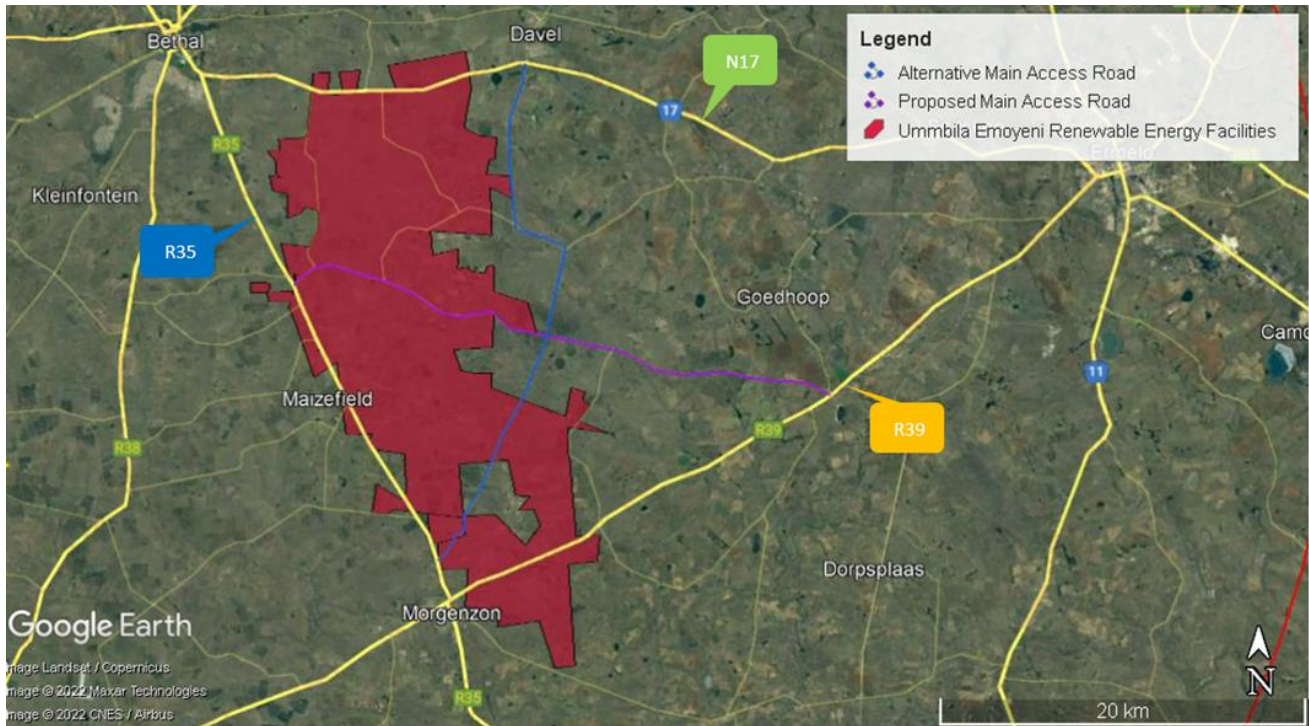 Bethal
Davel
N17
17
Legend
Alternative Main Access Road
Proposed Main Access Road
Ummbila Emoyeni Renewable Energy Facilities
R35
Ermelo
Kleinfontein
R35
Goedhoop
Camd
11
Maizefield
R39
R39
R38
Dorpsplaas
Morgenzon
Google Earth
mage Landsat / Copernicus
mage © 2022 Maxar Technologies
mage © 2022 CNES / Airbus
R35
N
20 km